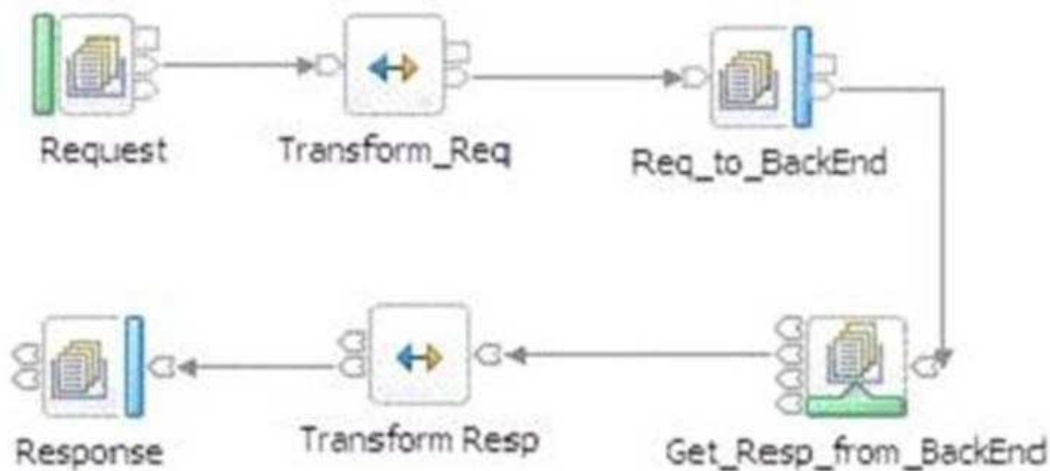 Request
Transform_Req
Req_to_BackEnd
Response
Transform Resp
Get_Resp_from_BackEnd